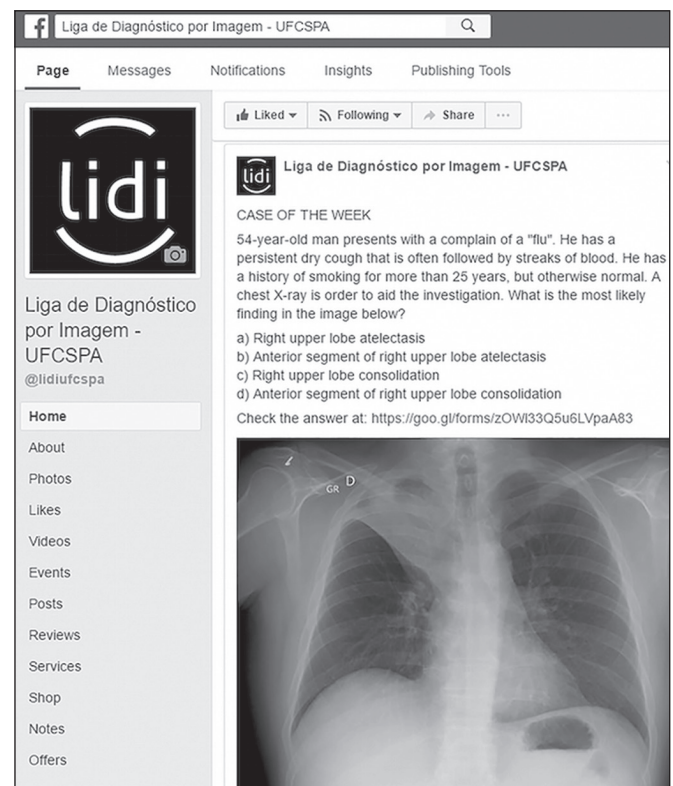 f Liga de Diagnóstico por Imagem - UFCSPA
Page Messages Notifications Insights Publishing Tools
lidi
Liga de Diagnóstico
por Imagem -
UFCSPA
@lidiufcspa
Home
About
Photos
Likes
Videos
Events
Posts
Reviews
Services
Shop
Notes
Offers
Liked Following Share ...
lidi
Liga de Diagnóstico por Imagem - UFCSPA
CASE OF THE WEEK
54-year-old man presents with a complain of a "flu". He has a
persistent dry cough that is often followed by streaks of blood. He has
a history of smoking for more than 25 years, but otherwise normal. A
chest X-ray is order to aid the investigation. What is the most likely
finding in the image below?
a) Right upper lobe atelectasis
b) Anterior segment of right upper lobe atelectasis
c) Right upper lobe consolidation
d) Anterior segment of right upper lobe consolidation
Check the answer at: https://goo.gl/forms/zOWl33Q5u6LVpaA83
GR D